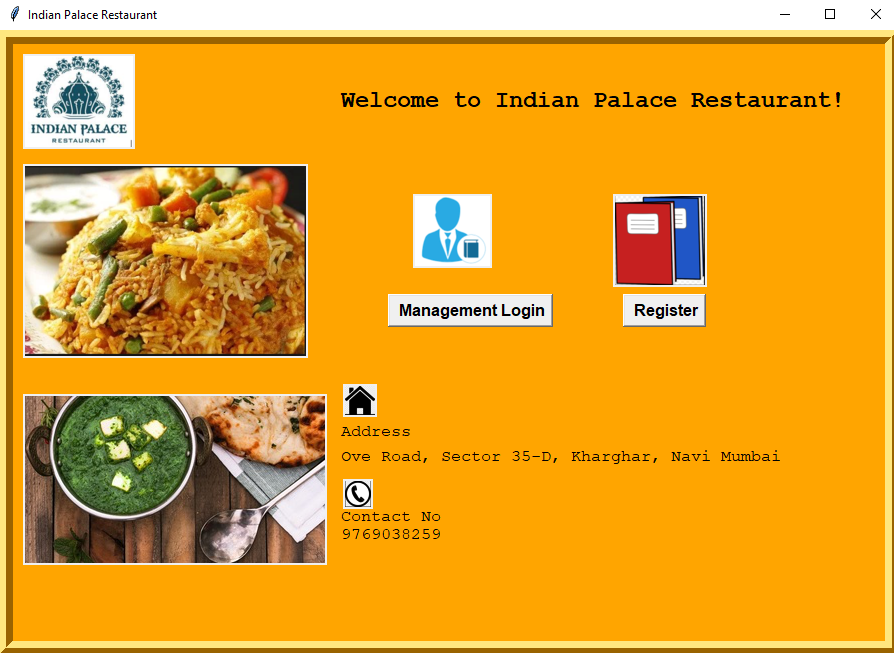 Indian Palace Restaurant
INDIAN PALACE
RESTAURANT
Welcome to Indian Palace Restaurant!
Management Login
Register
Address
Ove Road, Sector 35-D, Kharghar, Navi Mumbai
Contact No
9769038259